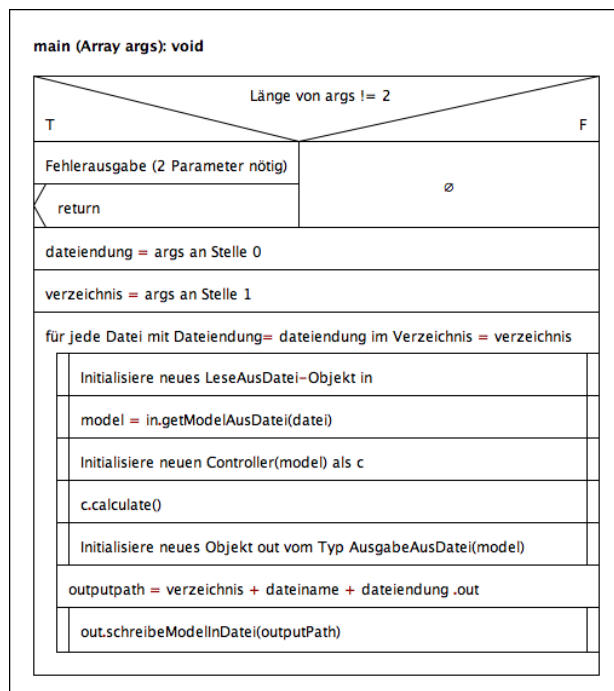 main (Array args): void
Länge von args != 2
T
F
Fehlerausgabe (2 Parameter nötig)
ø
return
dateiendung = args an Stelle 0
verzeichnis = args an Stelle 1
für jede Datei mit Dateiendung= dateiendung im Verzeichnis = verzeichnis
Initialisiere neues LeseAusDatei-Objekt in
model = in.getModelAusDatei(datei)
Initialisiere neuen Controller(model) als c
c.calculate()
Initialisiere neues Objekt out vom Typ AusgabeAusDatei(model)
outputpath = verzeichnis + dateiname + dateiendung .out
out.schreibeModelInDatei(outputPath)